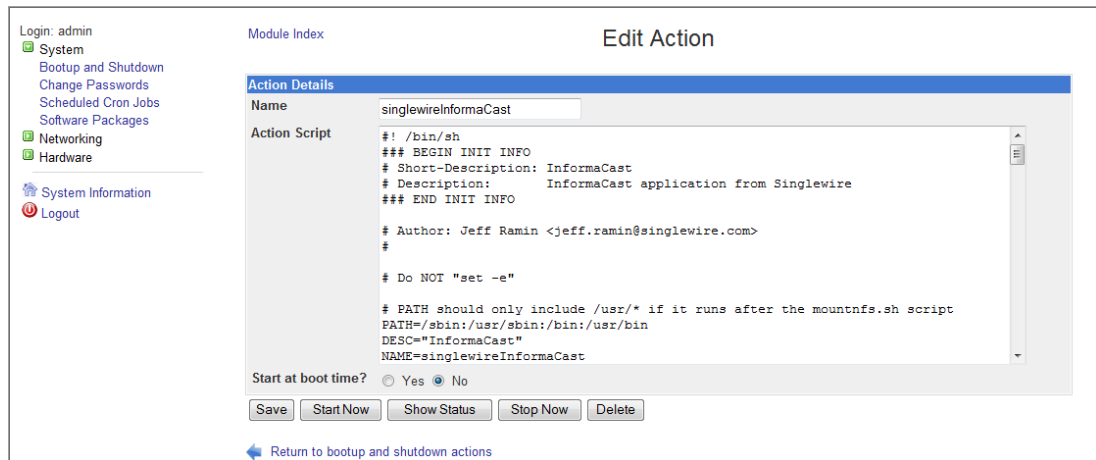 Login: admin
System
Bootup and Shutdown
Change Passwords
Scheduled Cron Jobs
Software Packages
Networking
Hardware
System Information
Logout
Module Index
Edit Action
Action Details
Name singlewireInformaCast
Action Script
#! /bin/sh
### BEGIN INIT INFO
# Short-Description: InformaCast
# Description:       InformaCast application from Singlewire
### END INIT INFO
# Author: Jeff Ramin <jeff.ramin@singlewire.com>
#
# Do NOT "set -e"
# PATH should only include /usr/* if it runs after the mountnfs.sh script
PATH=/sbin:/usr/sbin:/bin:/usr/bin
DESC="InformaCast"
NAME=singlewireInformaCast
Start at boot time? Yes No
Save Start Now Show Status Stop Now Delete
Return to bootup and shutdown actions